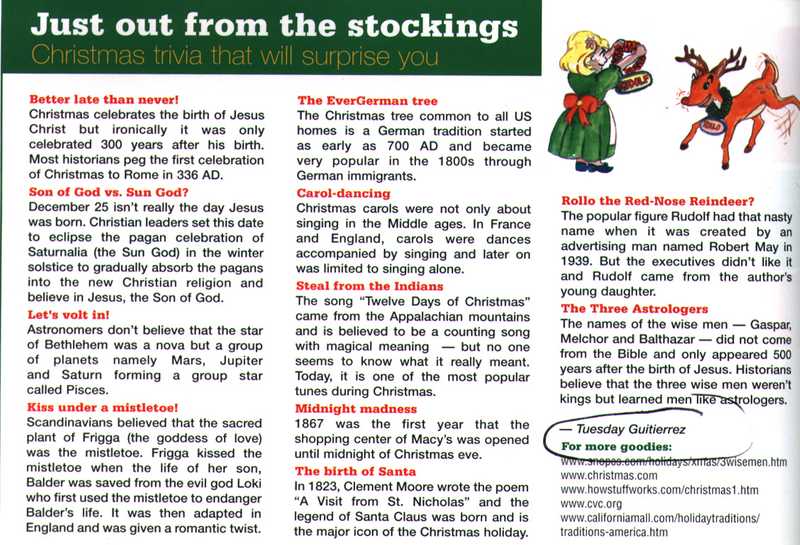 Just out from the stockings
Christmas trivia that will surprise you
Better late than never!
Christmas celebrates the birth of Jesus
Christ but ironically it was only
celebrated 300 years after his birth.
Most historians peg the first celebration
of Christmas to Rome in 336 AD.
Son of God vs. Sun God?
December 25 isn't really the day Jesus
was born. Christian leaders set this date
to eclipse the pagan celebration of
Saturnalia (the Sun God) in the winter
solstice to gradually absorb the pagans
into the new Christian religion and
believe in Jesus, the Son of God.
Let's volt in!
Astronomers don't believe that the star
of Bethlehem was a nova but a group
of planets namely Mars, Jupiter
and Saturn forming a group star
called Pisces.
Kiss under a mistletoe!
Scandinavians believed that the sacred
plant of Frigga (the goddess of love)
was the mistletoe. Frigga kissed the
mistletoe when the life of her son,
Balder was saved from the evil god Loki
who first used the mistletoe to endanger
Balder's life. It was then adapted in
England and was given a romantic twist.
The EverGerman tree
The Christmas tree common to all US
homes is a German tradition started
as early as 700 AD and became
very popular in the 1800s through
German immigrants.
Carol-dancing
Christmas carols were not only about
singing in the Middle ages. In France
and England, carols were dances
accompanied by singing and later on
was limited to singing alone.
Steal from the Indians
The song "Twelve Days of Christmas"
came from the Appalachian mountains
and is believed to be a counting song
with magical meaning — but no one
seems to know what it really meant.
Today, it is one of the most popular
tunes during Christmas.
Midnight madness
1867 was the first year that the
shopping center of Macy's was opened
until midnight of Christmas eve.
The birth of Santa
In 1823, Clement Moore wrote the poem
"A Visit from St. Nicholas" and the
legend of Santa Claus was born and is
the major icon of the Christmas holiday.
RUDOLF
ROLLO
Rollo the Red-Nose Reindeer?
The popular figure Rudolf had that nasty
name when it was created by an
advertising man named Robert May in
1939. But the executives didn't like it
and Rudolf came from the author's
young daughter.
The Three Astrologers
The names of the wise men — Gaspar,
Melchor and Balthazar — did not come
from the Bible and only appeared 500
years after the birth of Jesus. Historians
believe that the three wise men weren't
kings but learned men like astrologers.
— Tuesday Guitierrez
For more goodies:
www.snopes.com/holidays/xmas/3wisemen.htm
www.christmas.com
www.howstuffworks.com/christmas1.htm
www.cvc.org
www.californiamall.com/holidaytraditions/
traditions-america.htm